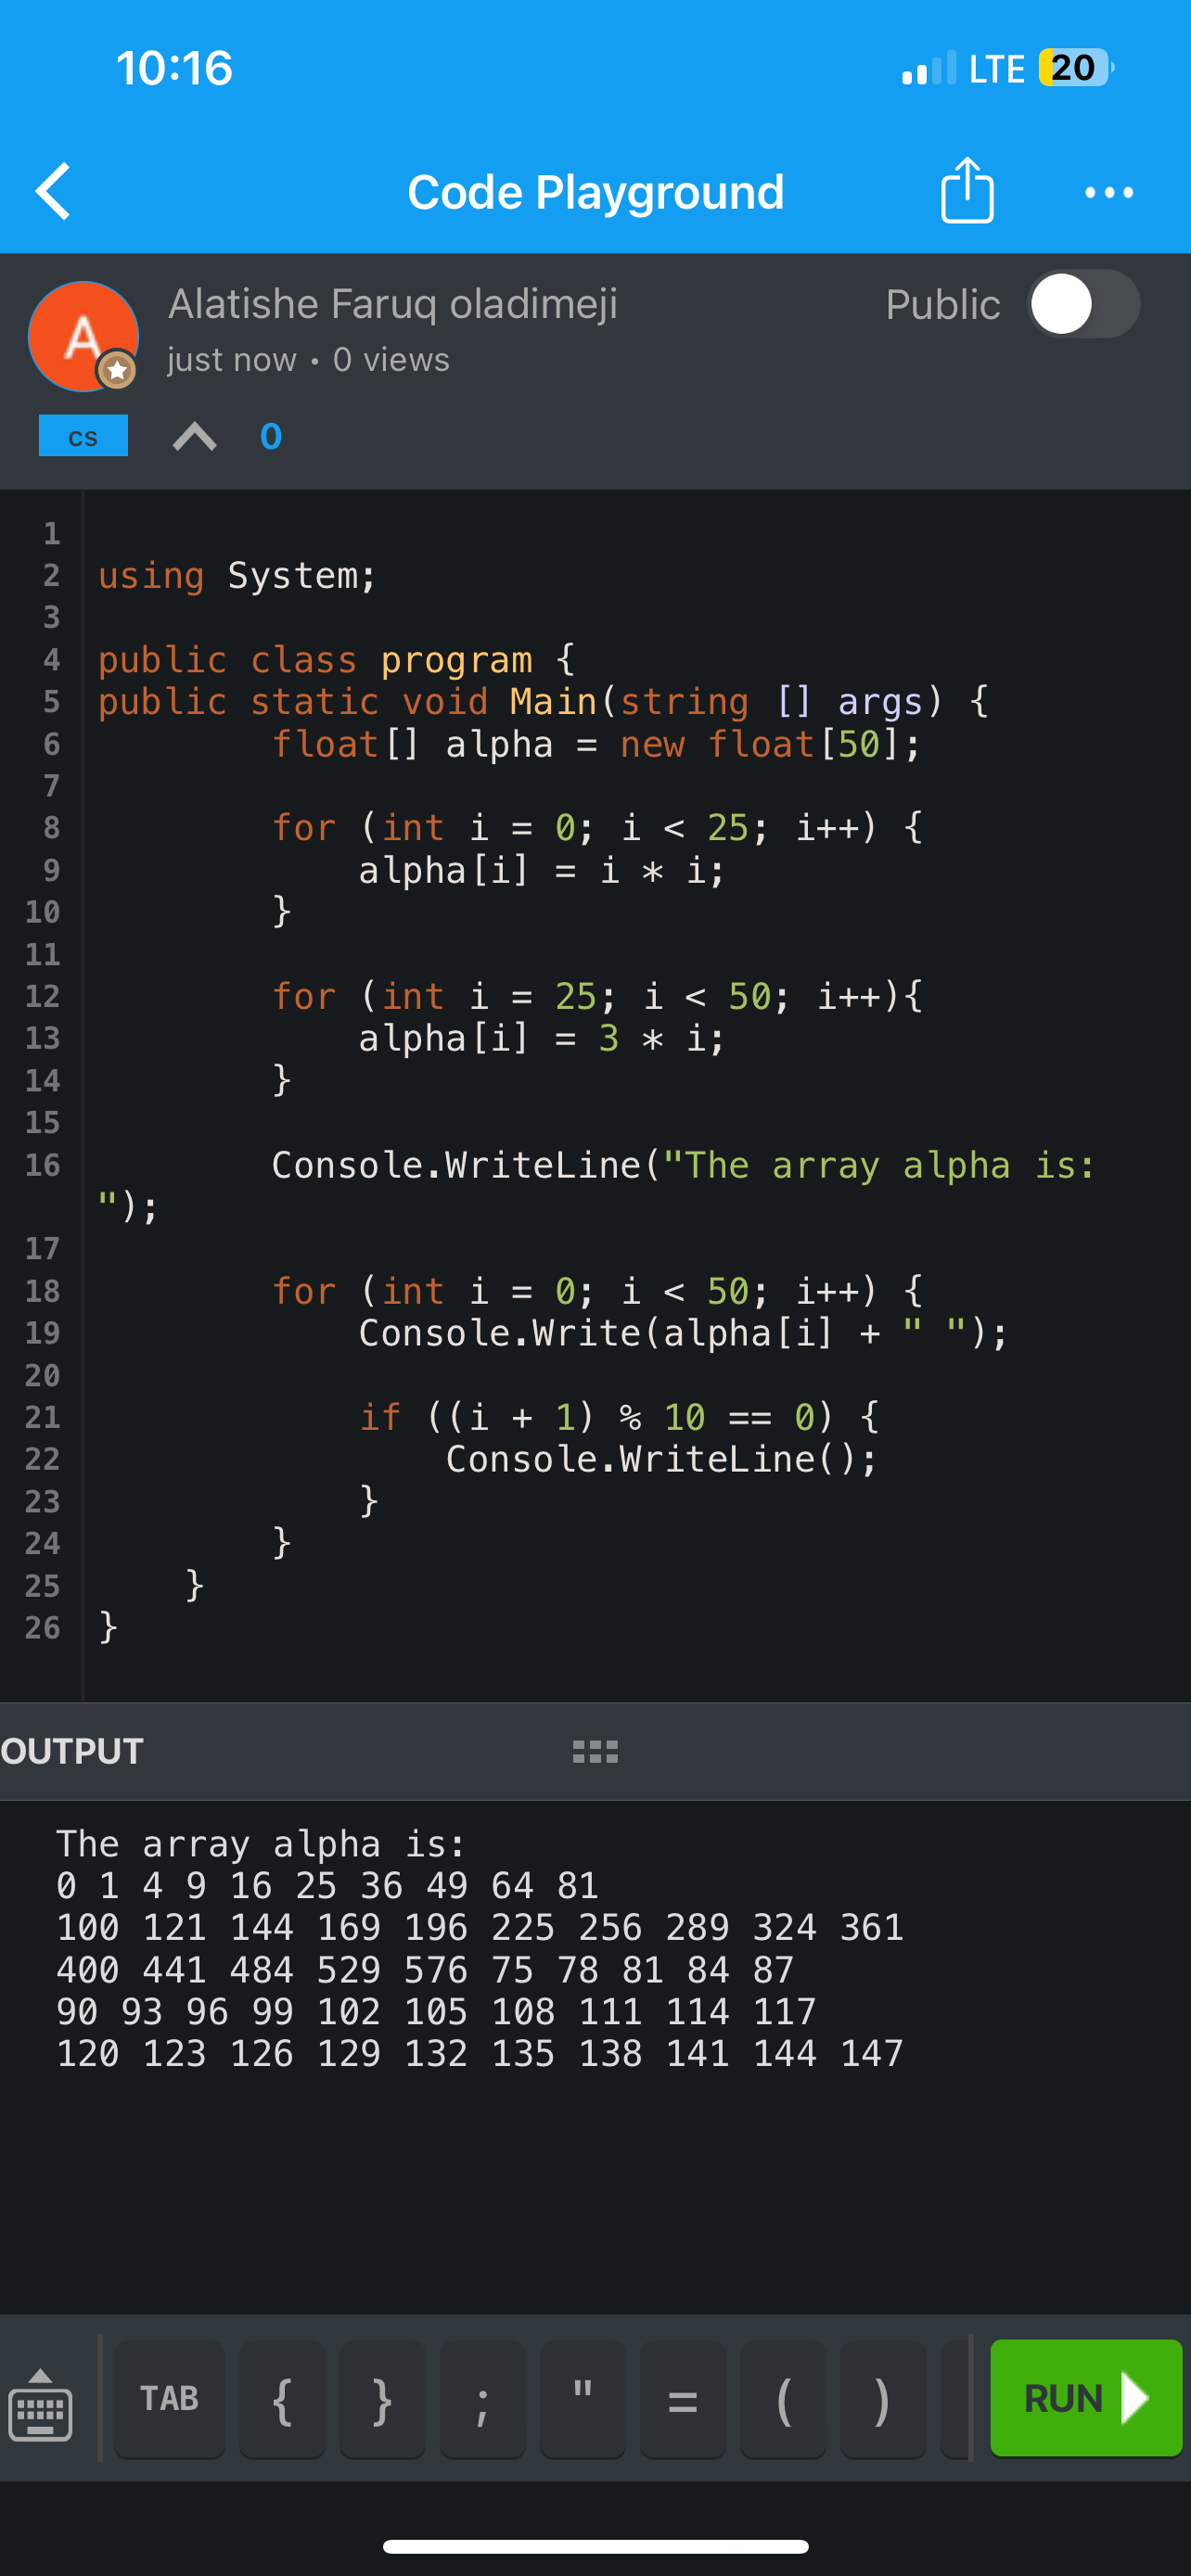 10:16 LTE 20
Code Playground
A Alatishe Faruq oladimeji Public
just now • 0 views
cs 0
1
2 using System;
3
4 public class program {
5 public static void Main(string [] args) {
6         float[] alpha = new float[50];
7
8         for (int i = 0; i < 25; i++) {
9             alpha[i] = i * i;
10         }
11
12         for (int i = 25; i < 50; i++){
13             alpha[i] = 3 * i;
14         }
15
16         Console.WriteLine("The array alpha is:
");
17
18         for (int i = 0; i < 50; i++) {
19             Console.Write(alpha[i] + " ");
20
21             if ((i + 1) % 10 == 0) {
22                 Console.WriteLine();
23             }
24         }
25     }
26 }
OUTPUT
The array alpha is:
0 1 4 9 16 25 36 49 64 81
100 121 144 169 196 225 256 289 324 361
400 441 484 529 576 75 78 81 84 87
90 93 96 99 102 105 108 111 114 117
120 123 126 129 132 135 138 141 144 147
TAB { } ; " = ( ) RUN